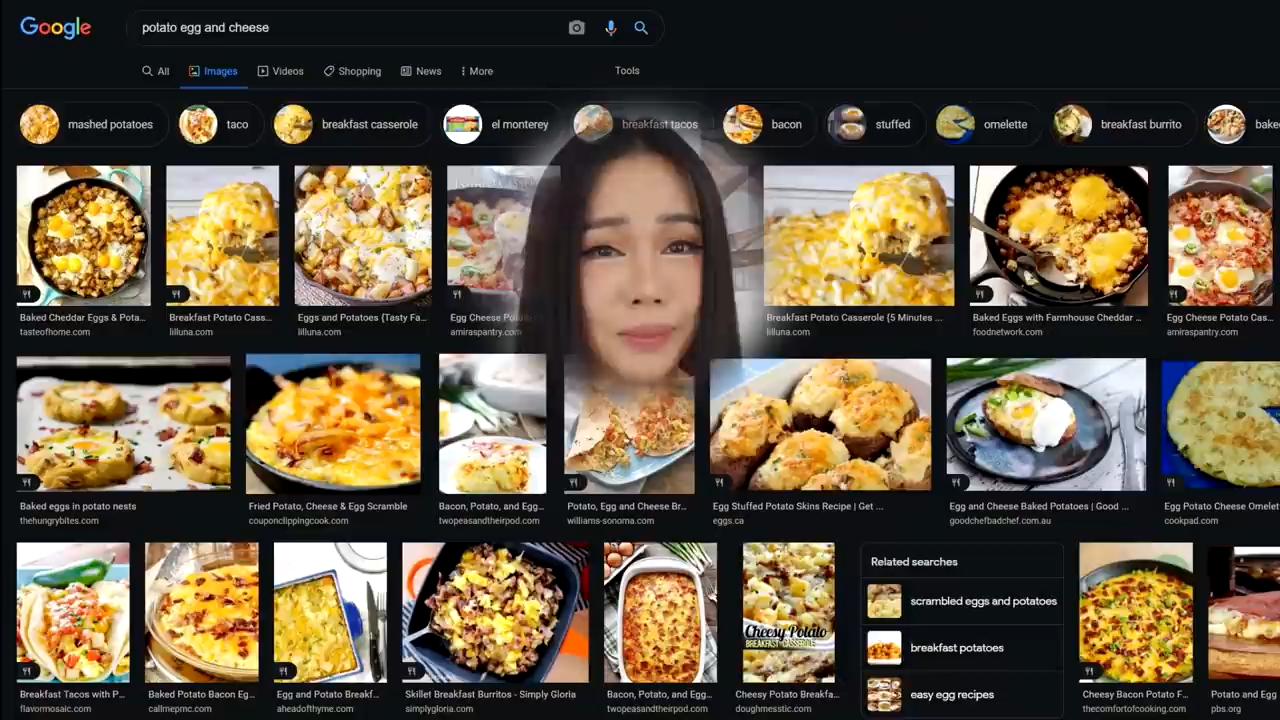 Google
potato egg and cheese
All
Images
Videos
Shopping
News
More
Tools
mashed potatoes
taco
breakfast casserole
el monterey
breakfast tacos
bacon
stuffed
omelette
breakfast burrito
Baked Cheddar Eggs & Pota...
Breakfast Potato Cass...
Eggs and Potatoes {Tasty Fa...
Egg Cheese
Breakfast Potato Casserole {5 Minutes ...
Baked Eggs with Farmhouse Cheddar ...
Egg Cheese Potato Cas...
tasteofhome.com
lilluna.com
lilluna.com
amiraspantry.com
lilluna.com
foodnetwork.com
amiraspantry.com
Baked eggs in potato nests
Fried Potato, Cheese & Egg Scramble
Bacon, Potato, and Egg...
Potato, Egg and Cheese Br...
Egg Stuffed Potato Skins Recipe | Get ...
Egg and Cheese Baked Potatoes | Good ...
Egg Potato Cheese Omelet
thehungrybites.com
couponclippingcook.com
twopeasandtheirpod.com
williams-sonoma.com
eggs.ca
goodchefbadchef.com.au
cookpad.com
Cheesy Potato
BREAKFAST CASSEROLE
Related searches
scrambled eggs and potatoes
breakfast potatoes
easy egg recipes
Breakfast Tacos with P...
Baked Potato Bacon Eg...
Egg and Potato Breakf...
Skillet Breakfast Burritos - Simply Gloria
Bacon, Potato, and Egg...
Cheesy Potato Breakfa...
Cheesy Bacon Potato F...
Potato and Egg
flavormosaic.com
callmepmc.com
aheadofthyme.com
simplygloria.com
twopeasandtheirpod.com
doughmesstic.com
thecomfortofcooking.com
pbs.org